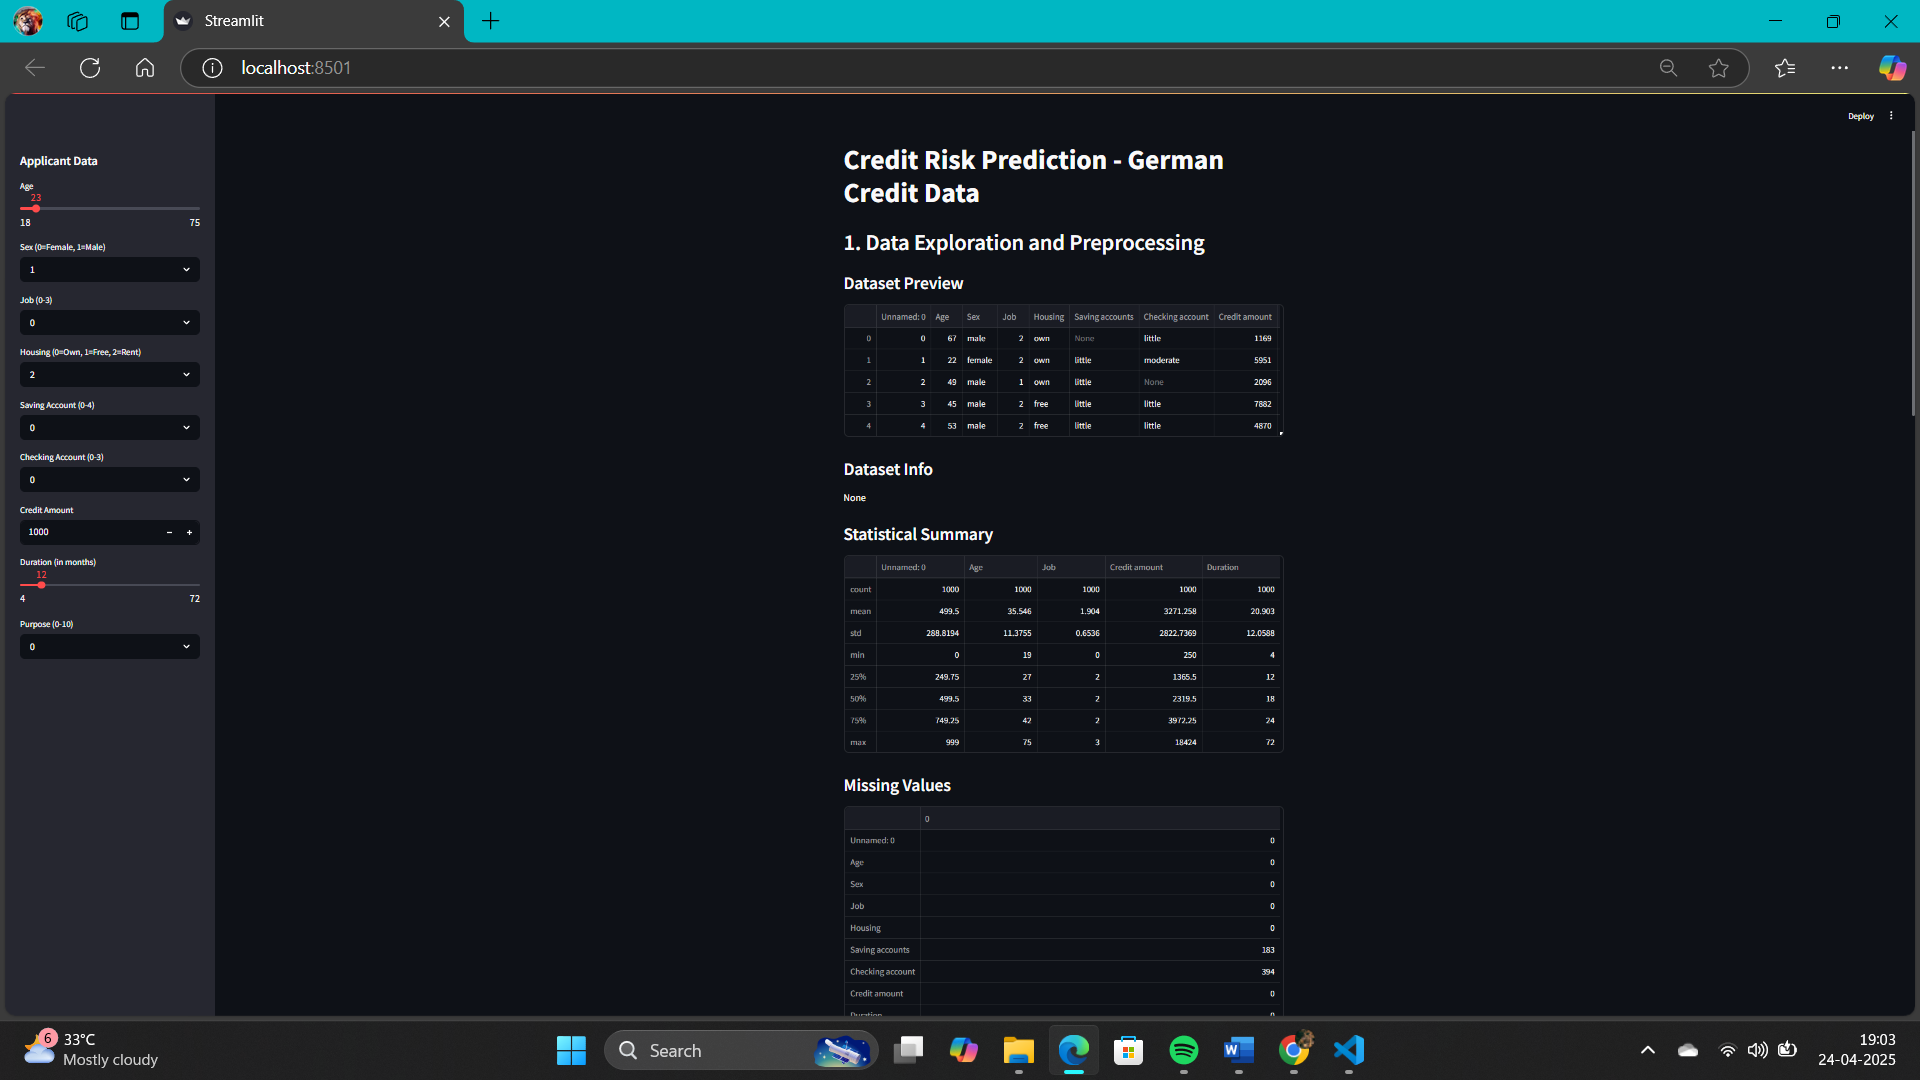 Streamlit
localhost:8501
Deploy
Applicant Data
Age
23
18 75
Sex (0=Female, 1=Male)
1
Job (0-3)
0
Housing (0=Own, 1=Free, 2=Rent)
2
Saving Account (0-4)
0
Checking Account (0-3)
0
Credit Amount
1000
Duration (in months)
12
4 72
Purpose (0-10)
0
Credit Risk Prediction - German
Credit Data
1. Data Exploration and Preprocessing
Dataset Preview
Unnamed: 0 Age Sex Job Housing Saving accounts Checking account Credit amount
0 0 67 male 2 own None little 1169
1 1 22 female 2 own little moderate 5951
2 2 49 male 1 own little None 2096
3 3 45 male 2 free little little 7882
4 4 53 male 2 free little little 4870
Dataset Info
None
Statistical Summary
Unnamed: 0 Age Job Credit amount Duration
count 1000 1000 1000 1000 1000
mean 499.5 35.546 1.904 3271.258 20.903
std 288.8194 11.3755 0.6536 2822.7369 12.0588
min 0 19 0 250 4
25% 249.75 27 2 1365.5 12
50% 499.5 33 2 2319.5 18
75% 749.25 42 2 3972.25 24
max 999 75 3 18424 72
Missing Values
0
Unnamed: 0 0
Age 0
Sex 0
Job 0
Housing 0
Saving accounts 183
Checking account 394
Credit amount 0
Duration 0
6
33°C
Mostly cloudy
Search
19:03
24-04-2025